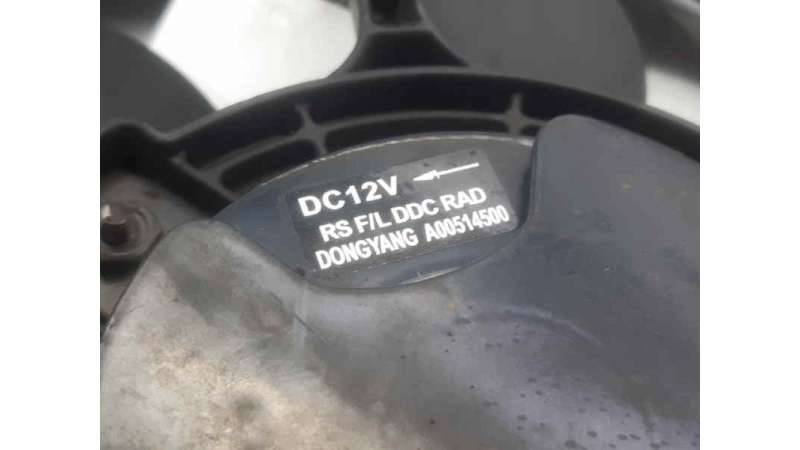 DC12V
RS F/L DDC RAD
DONGYANG A00514500